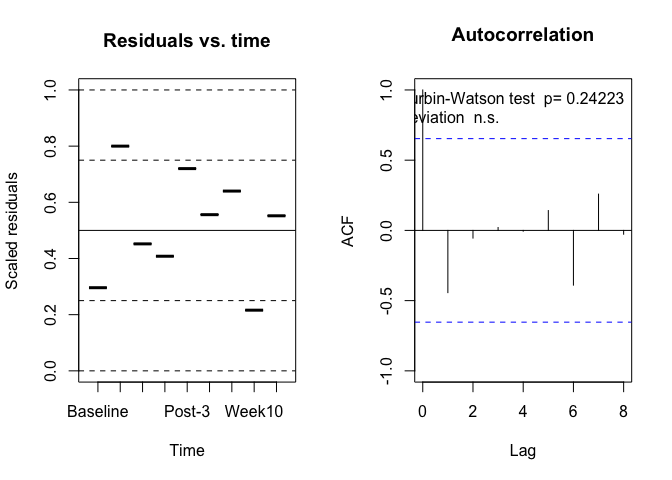 Residuals vs. time
Scaled residuals
0.0 0.2 0.4 0.6 0.8 1.0
Baseline Post-3 Week10
Time
Autocorrelation
urbin-Watson test p= 0.24223
eviation n.s.
ACF
-1.0 -0.5 0.0 0.5 1.0
0 2 4 6 8
Lag